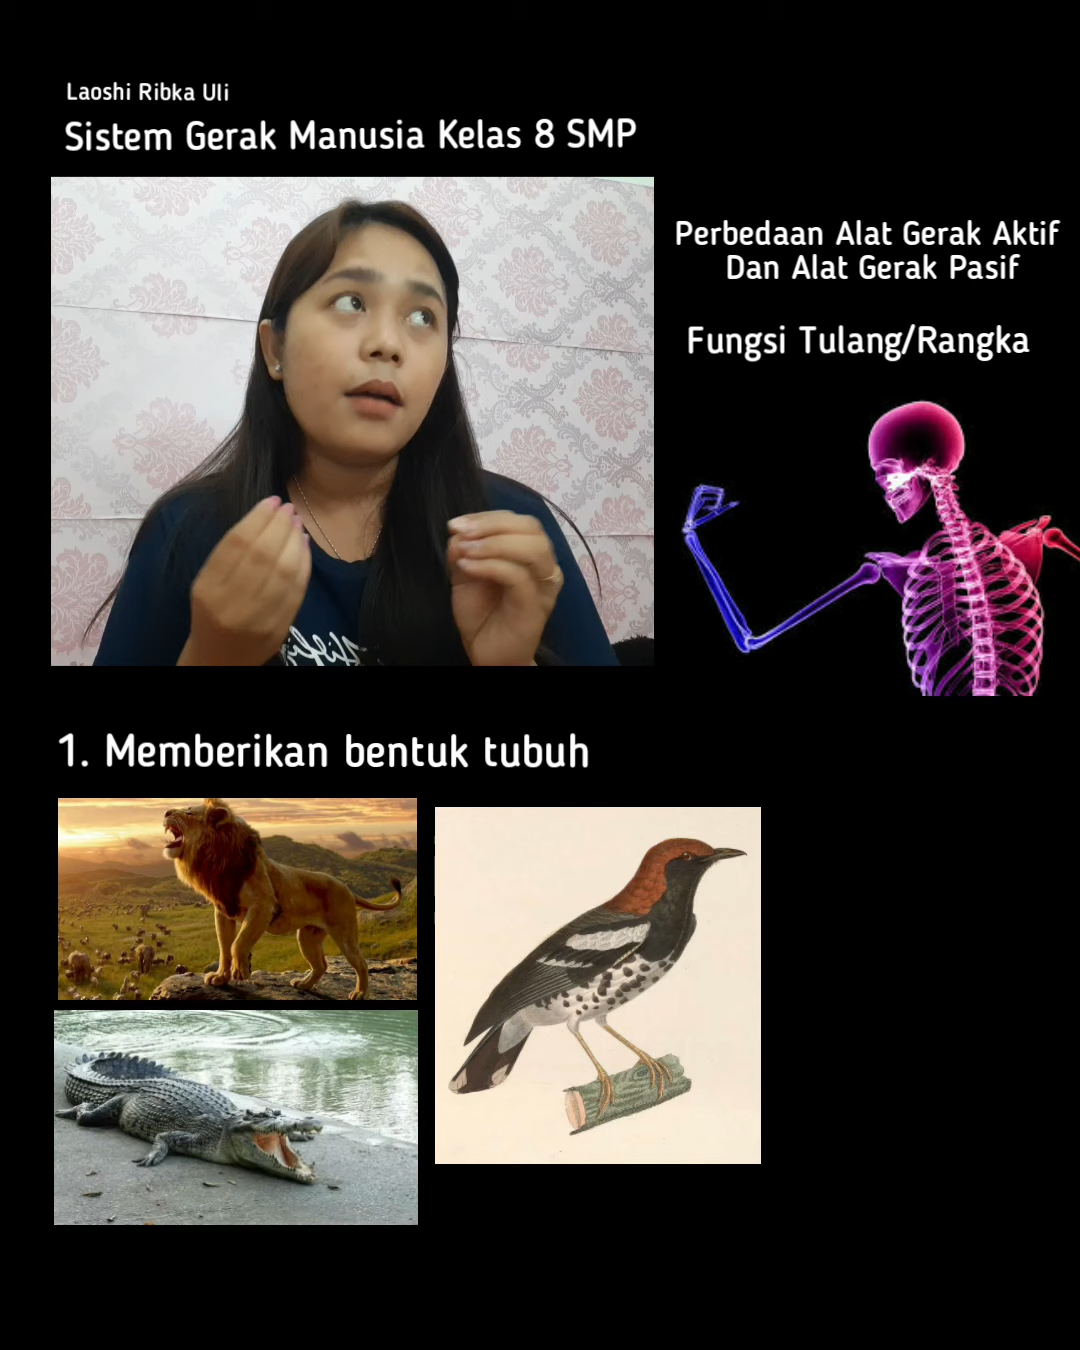 Laoshi Ribka Uli
Sistem Gerak Manusia Kelas 8 SMP
Perbedaan Alat Gerak Aktif
Dan Alat Gerak Pasif
Fungsi Tulang/Rangka
1. Memberikan bentuk tubuh